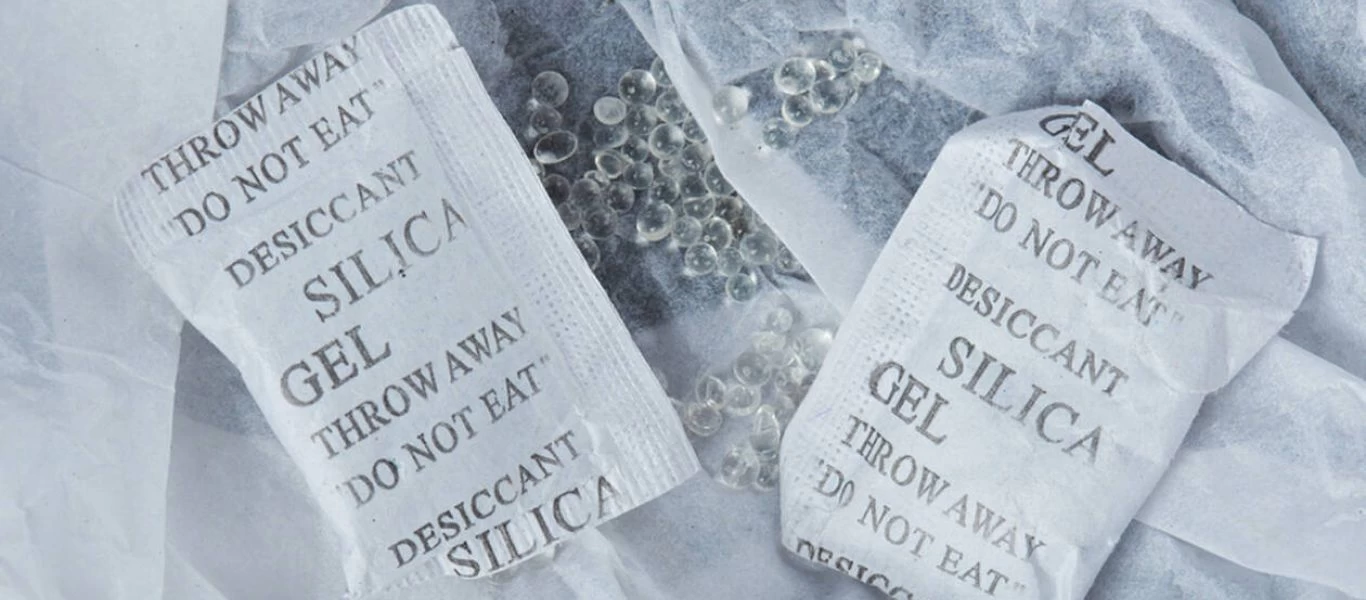 THROW AWAY
"DO NOT EAT"
DESICCANT
SILICA
GEL
THROW AWAY
"DO NOT EAT"
DESICCANT
SILICA
GEL
THROW AWAY
"DO NOT EAT"
DESICCANT
SILICA
GEL
THROW AWAY
"DO NOT EAT"
DESICC